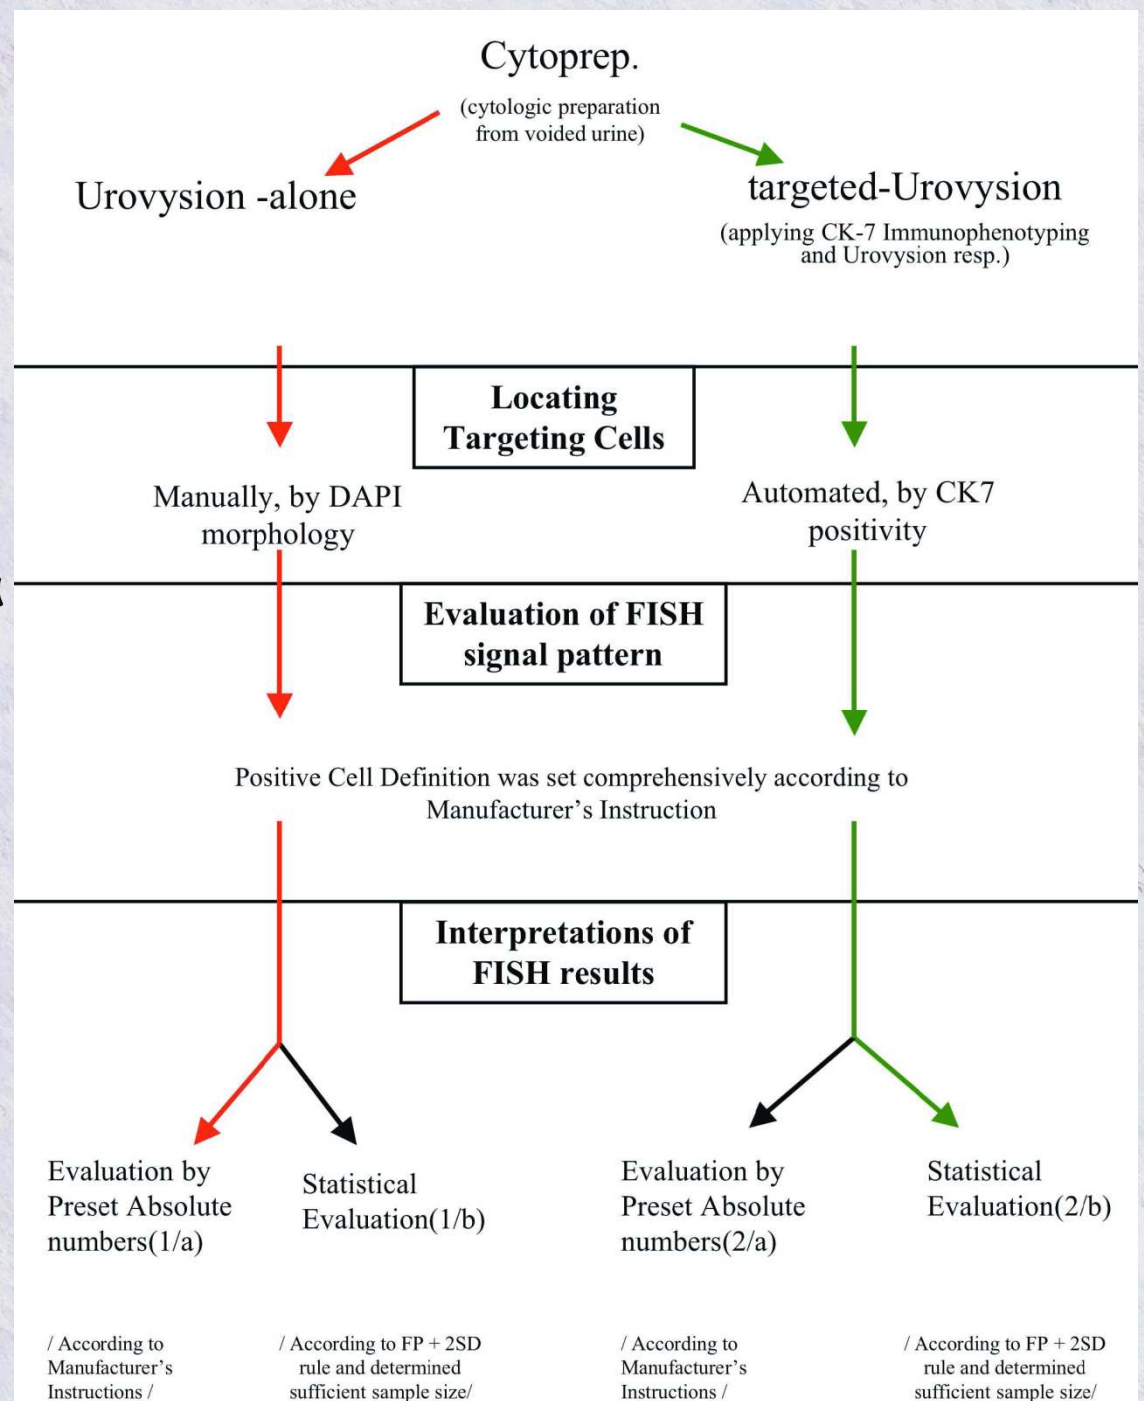 Cytoprep.
(cytologic preparation
from voided urine)
Urovysion -alone
targeted-Urovysion
(applying CK-7 Immunophenotyping
and Urovysion resp.)
Locating
Targeting Cells
Manually, by DAPI
morphology
Automated, by CK7
positivity
Evaluation of FISH
signal pattern
Positive Cell Definition was set comprehensively according to
Manufacturer’s Instruction
Interpretations of
FISH results
Evaluation by
Preset Absolute
numbers(1/a)
Statistical
Evaluation(1/b)
Evaluation by
Preset Absolute
numbers(2/a)
Statistical
Evaluation(2/b)
/ According to
Manufacturer’s
Instructions /
/ According to FP + 2SD
rule and determined
sufficient sample size/
/ According to
Manufacturer’s
Instructions /
/ According to FP + 2SD
rule and determined
sufficient sample size/